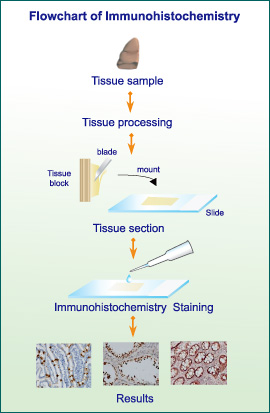 Flowchart of Immunohistochemistry
Tissue sample
Tissue processing
blade
Tissue
block
mount
Slide
Tissue section
Immunohistochemistry Staining
Results